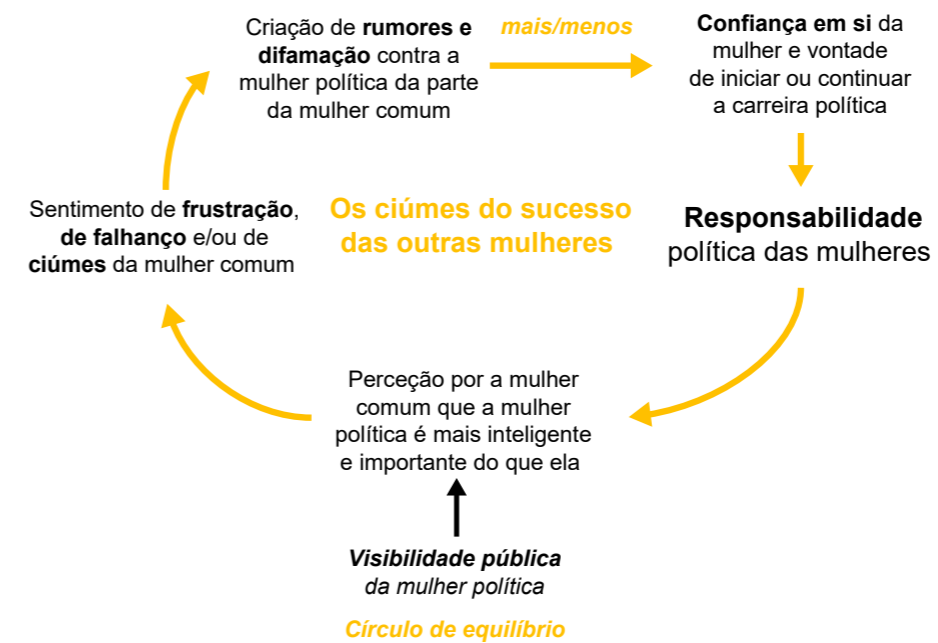 Criação de rumores e
difamação contra a
mulher política da parte
da mulher comum
mais/menos
Confiança em si da
mulher e vontade
de iniciar ou continuar
a carreira política
Sentimento de frustração,
de falhanço e/ou de
ciúmes da mulher comum
Os ciúmes do sucesso
das outras mulheres
Responsabilidade
política das mulheres
Perceção por a mulher
comum que a mulher
política é mais inteligente
e importante do que ela
Visibilidade pública
da mulher política
Círculo de equilíbrio